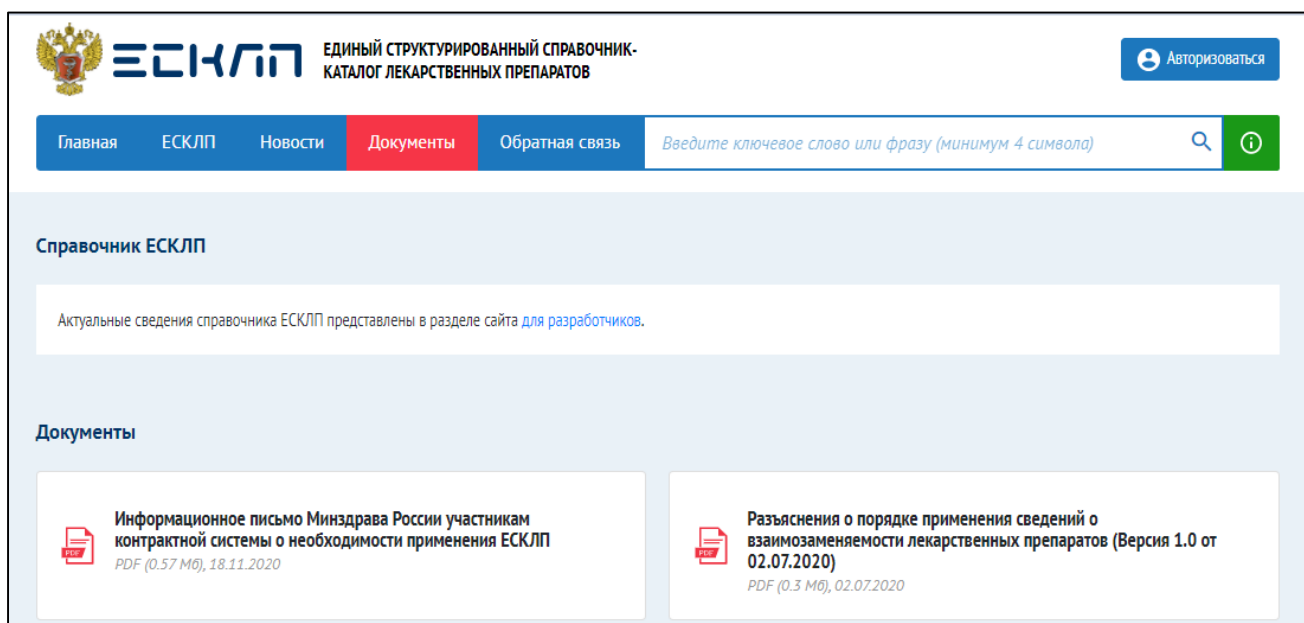 ЕСКЛП
ЕДИНЫЙ СТРУКТУРИРОВАННЫЙ СПРАВОЧНИК-
КАТАЛОГ ЛЕКАРСТВЕННЫХ ПРЕПАРАТОВ
Авторизоваться
Главная ЕСКЛП Новости Документы Обратная связь Введите ключевое слово или фразу (минимум 4 символа)
Справочник ЕСКЛП
Актуальные сведения справочника ЕСКЛП представлены в разделе сайта для разработчиков.
Документы
Информационное письмо Минздрава России участникам
контрактной системы о необходимости применения ЕСКЛП
PDF (0.57 Мб), 18.11.2020
PDF
Разъяснения о порядке применения сведений о
взаимозаменяемости лекарственных препаратов (Версия 1.0 от
02.07.2020)
PDF (0.3 Мб), 02.07.2020
PDF